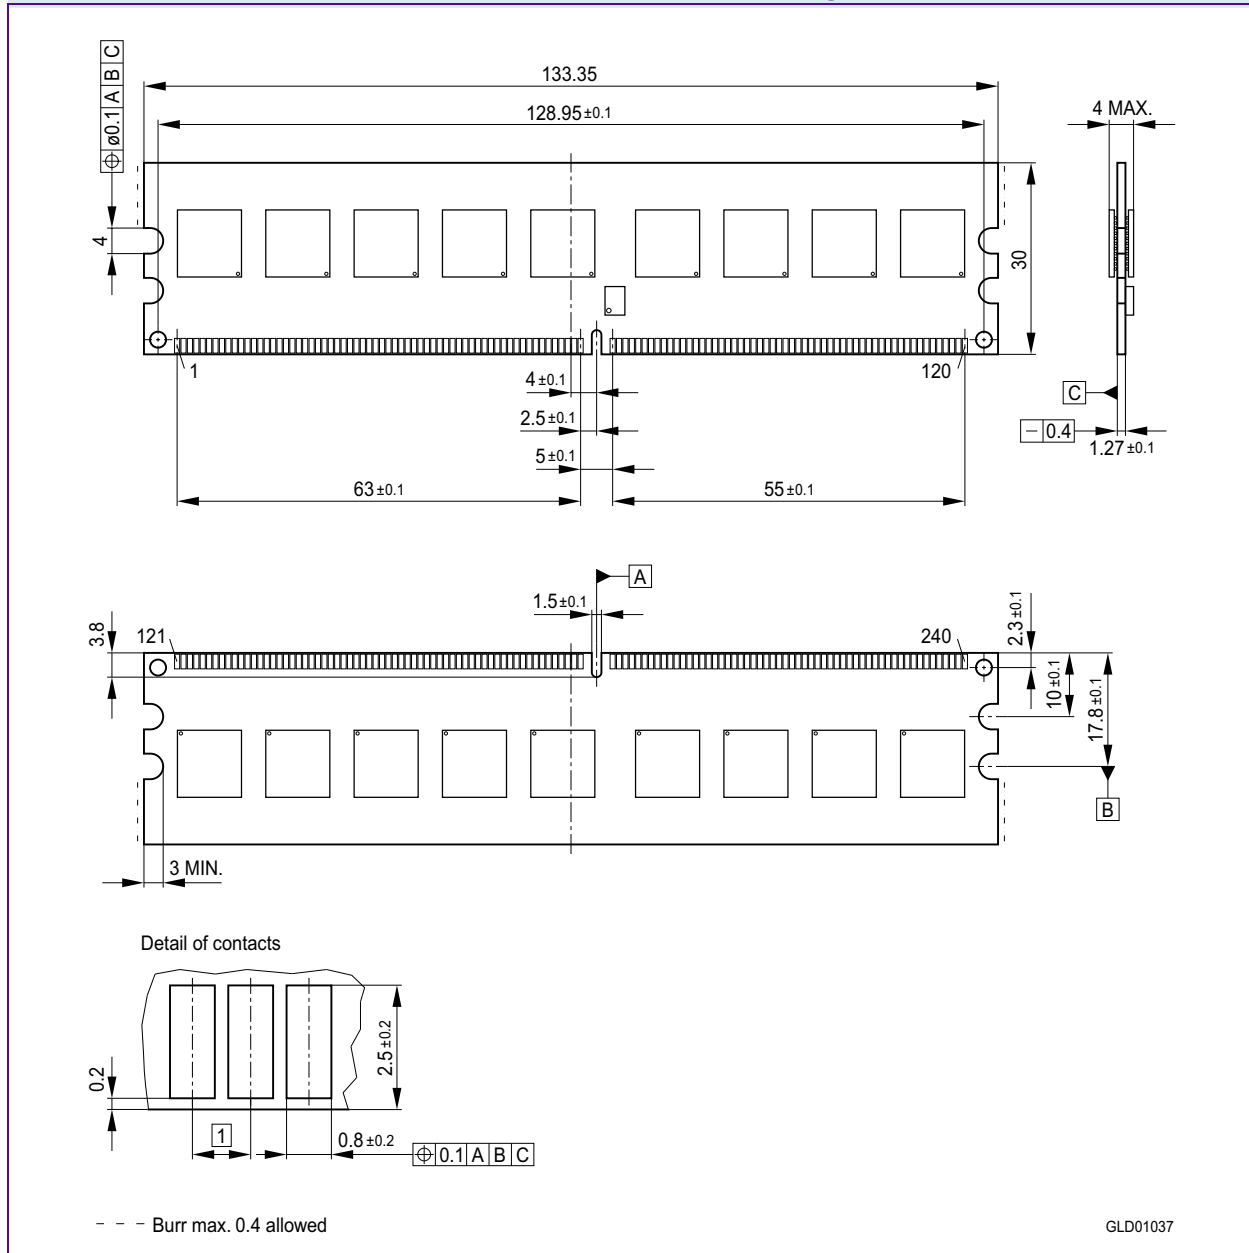 133.35
128.95±0.1
⌖ ø0.1 A B C
4 MAX.
4
30
1
120
4±0.1
2.5±0.1
5±0.1
63±0.1
55±0.1
C
⏤ 0.4
1.27±0.1
A
1.5±0.1
3.8
121
240
2.3±0.1
10±0.1
17.8±0.1
B
3 MIN.
Detail of contacts
0.2
2.5±0.2
1
0.8±0.2
⌖ 0.1 A B C
- - - Burr max. 0.4 allowed
GLD01037